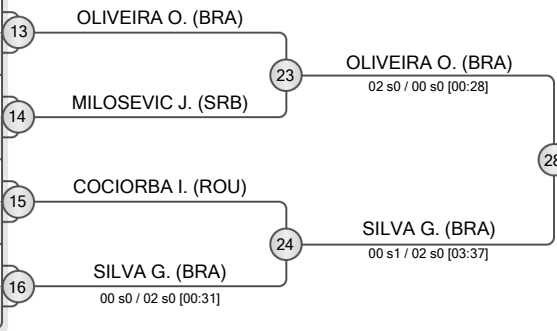 OLIVEIRA O. (BRA)
13
OLIVEIRA O. (BRA)
23
02 s0 / 00 s0 [00:28]
MILOSEVIC J. (SRB)
14
28
COCIORBA I. (ROU)
15
SILVA G. (BRA)
24
00 s1 / 02 s0 [03:37]
SILVA G. (BRA)
16
00 s0 / 02 s0 [00:31]